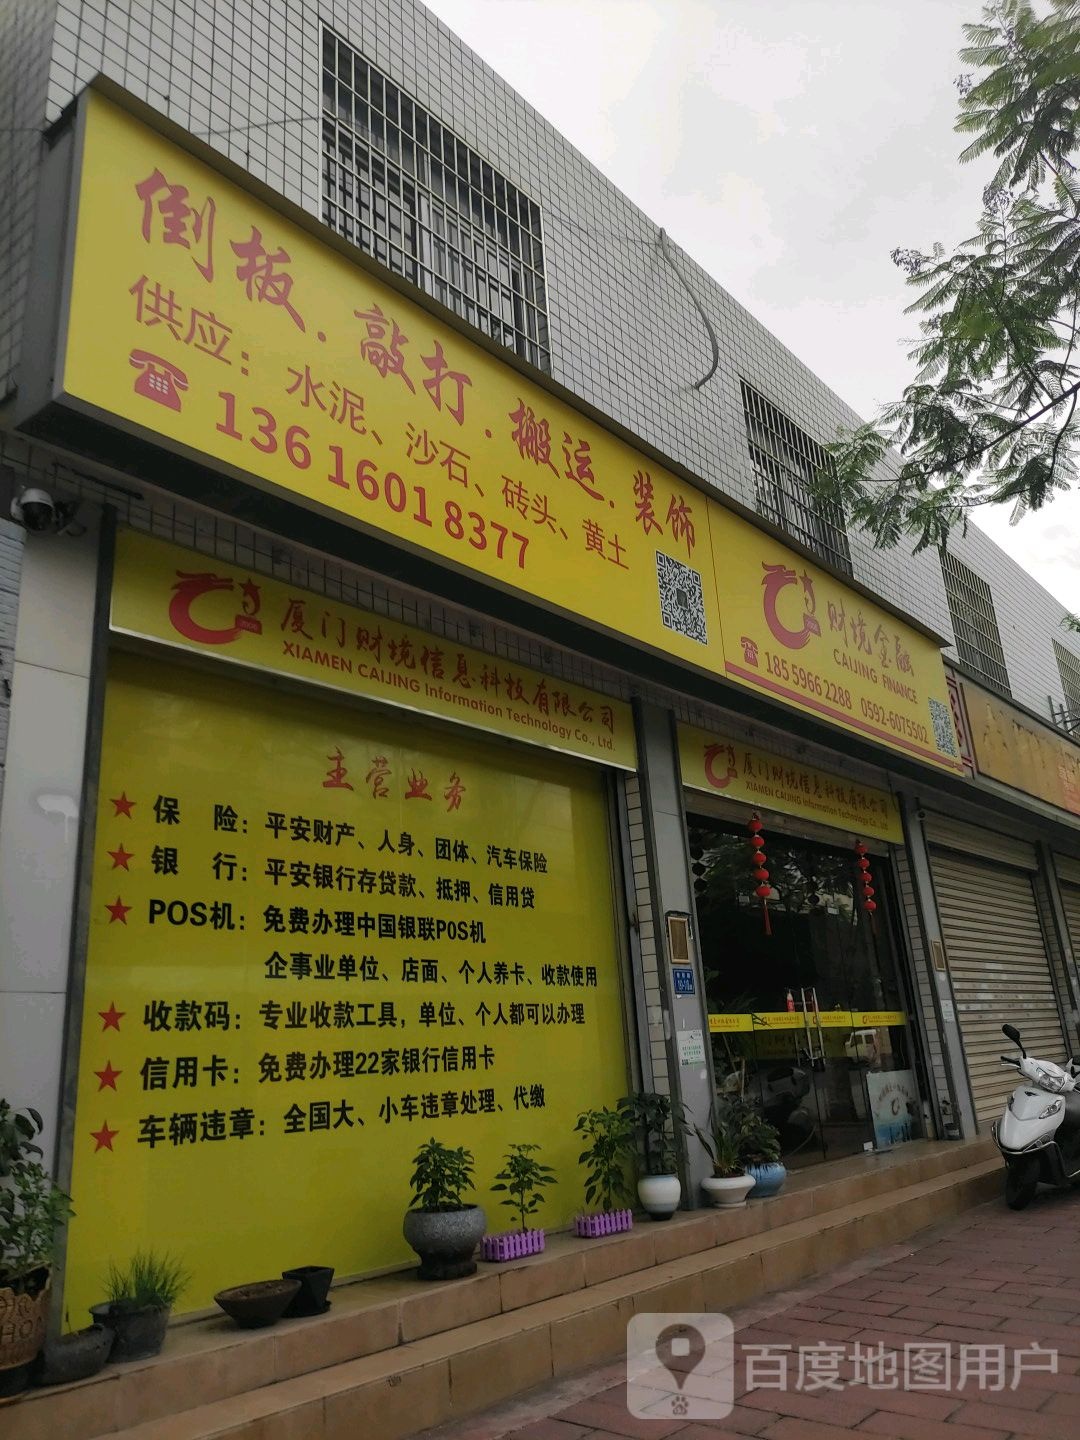 倒板.敲打.搬运.装饰
供应：水泥、沙石、砖头、黄土
136 1601 8377
财境金融
CAIJING FINANCE
185 5966 2288 0592-6075502
厦门财境信息科技有限公司
XIAMEN CAIJING Information Technology Co., Ltd.
厦门财境信息科技有限公司
XIAMEN CAIJING Information Technology Co., Ltd.
主营业务
★ 保 险：平安财产、人身、团体、汽车保险
★ 银 行：平安银行存贷款、抵押、信用贷
★ POS机：免费办理中国银联POS机
企事业单位、店面、个人养卡、收款使用
★ 收款码：专业收款工具，单位、个人都可以办理
★ 信用卡：免费办理22家银行信用卡
★ 车辆违章：全国大、小车违章处理、代缴
百度地图用户